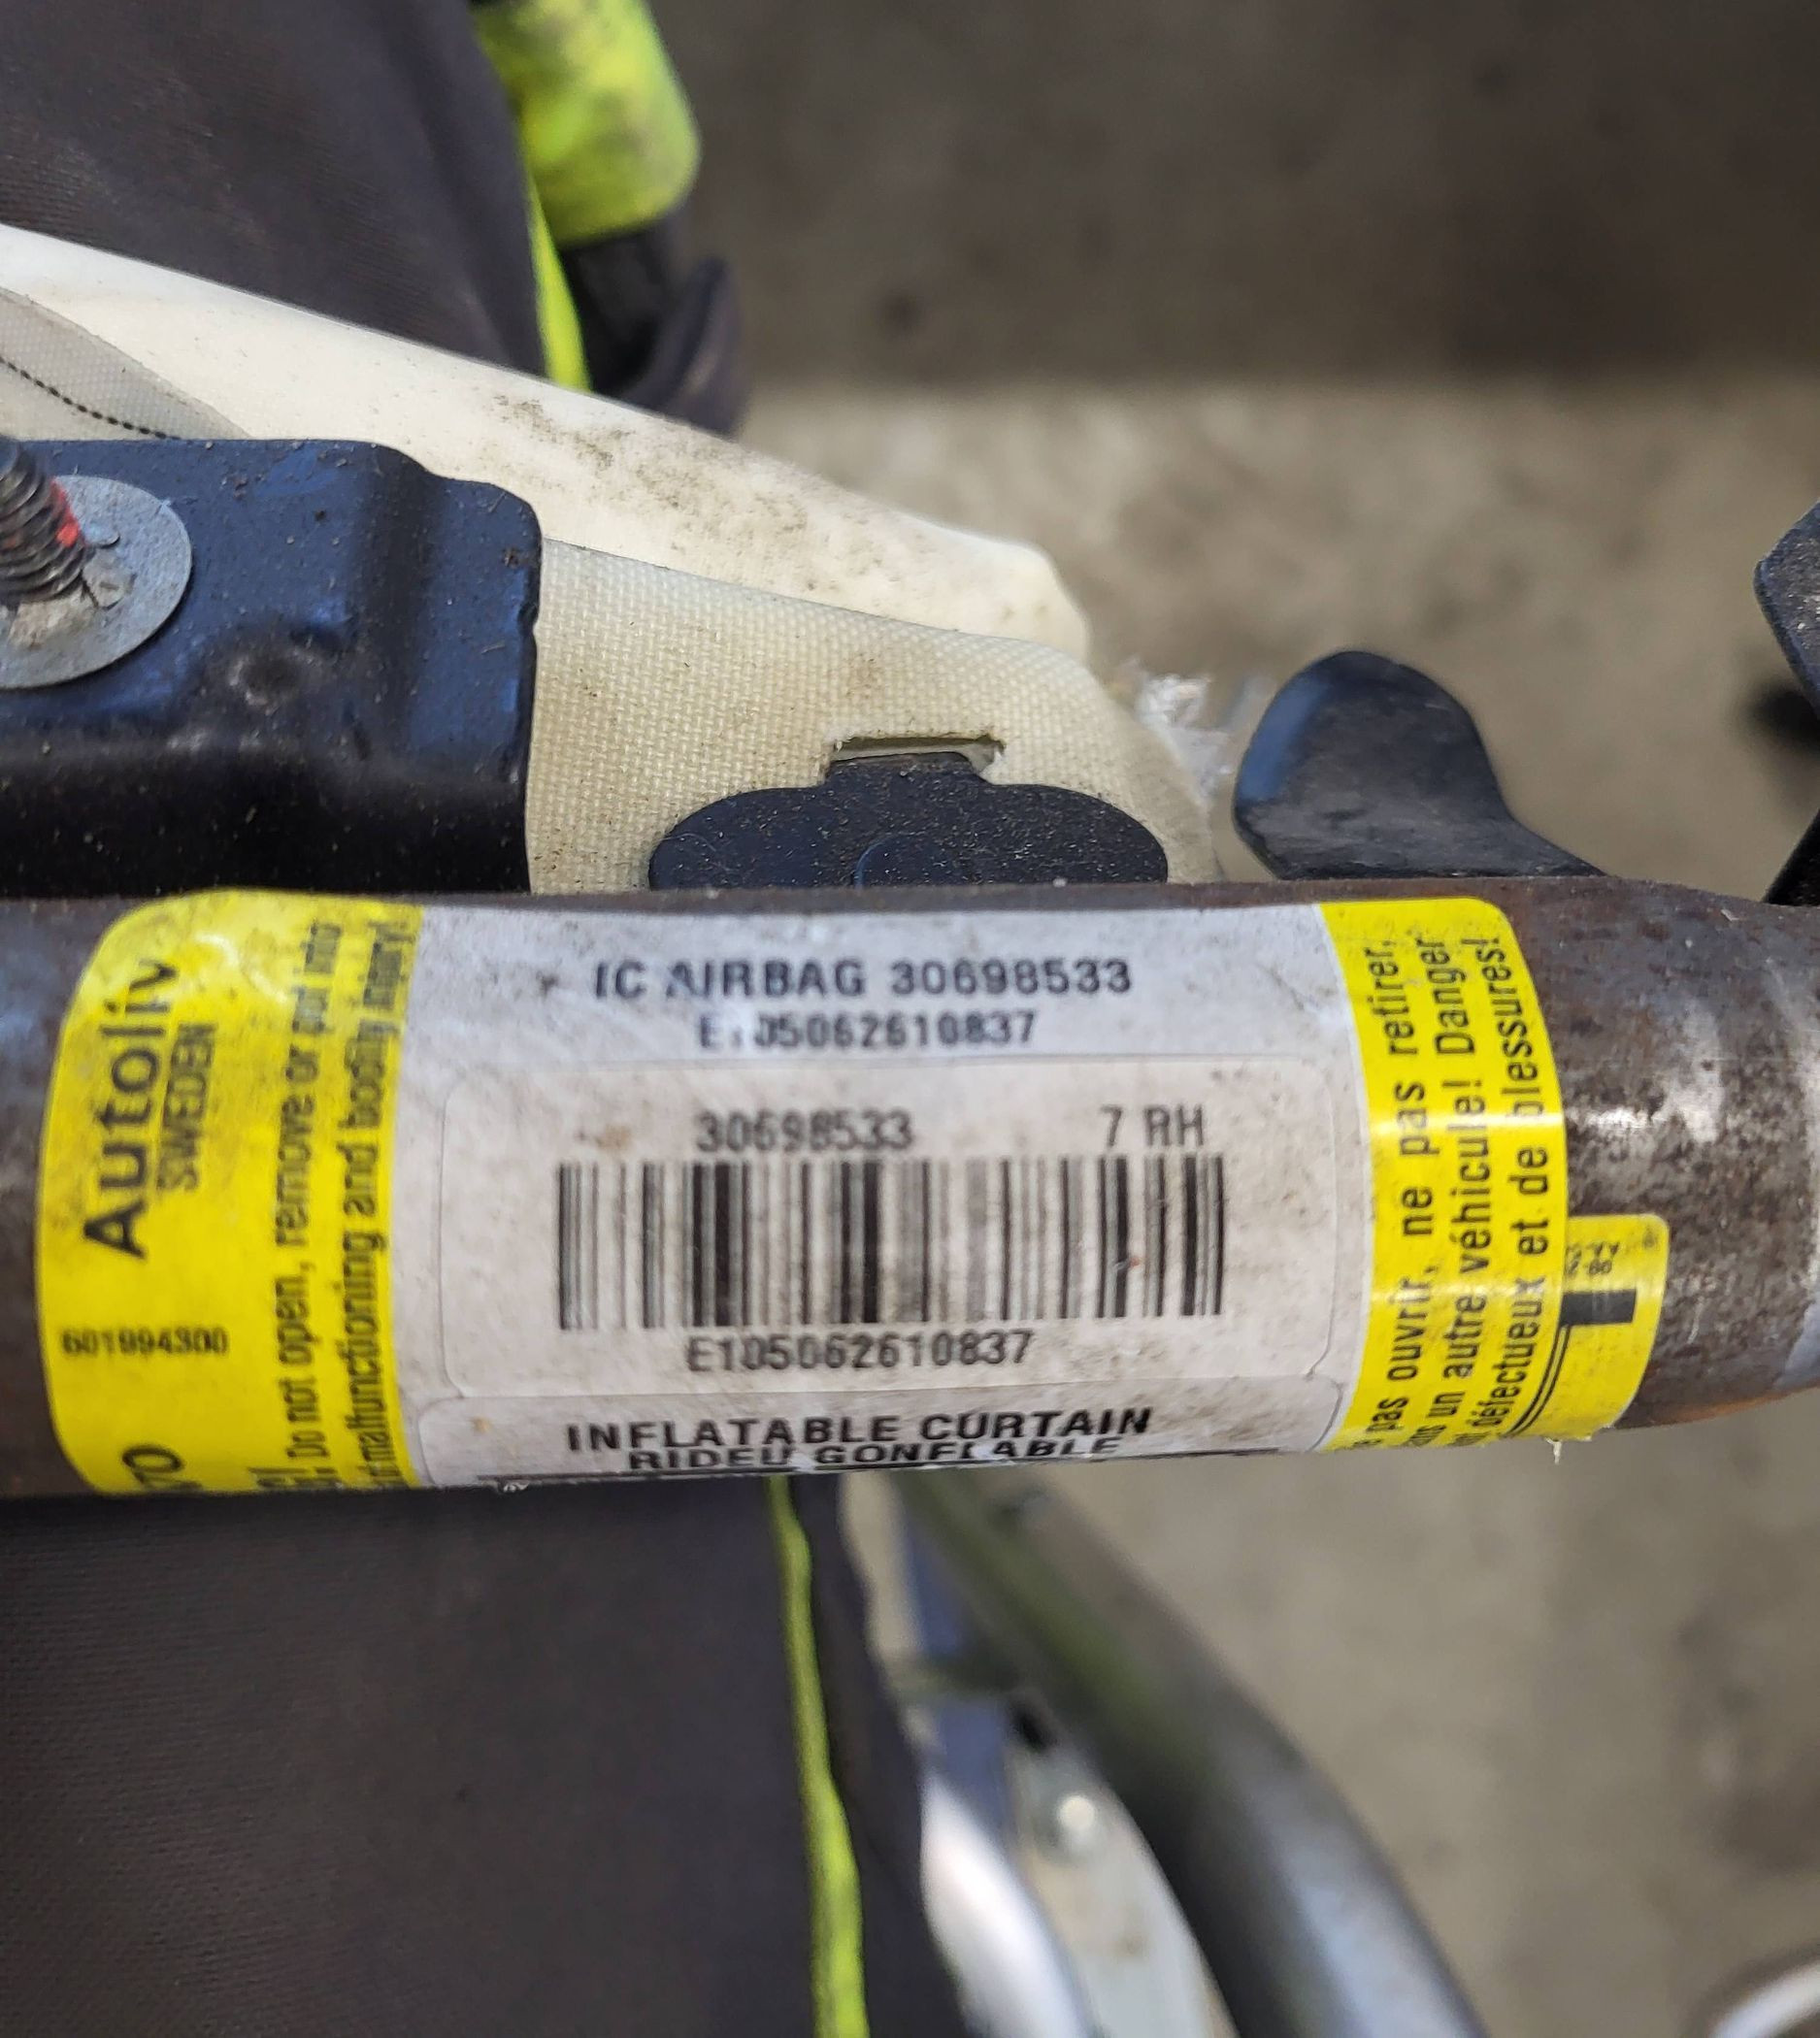 Autoliv
SWEDEN
601994300
Do not open, remove or put into
malfunctioning and bodily injury!
IC AIRBAG 30698533
E105062610837
30698533 7 RH
E105062610837
INFLATABLE CURTAIN
RIDEU GONFLABLE
pas ouvrir, ne pas retirer,
un autre véhicule! Danger
défectueux et de blessures!